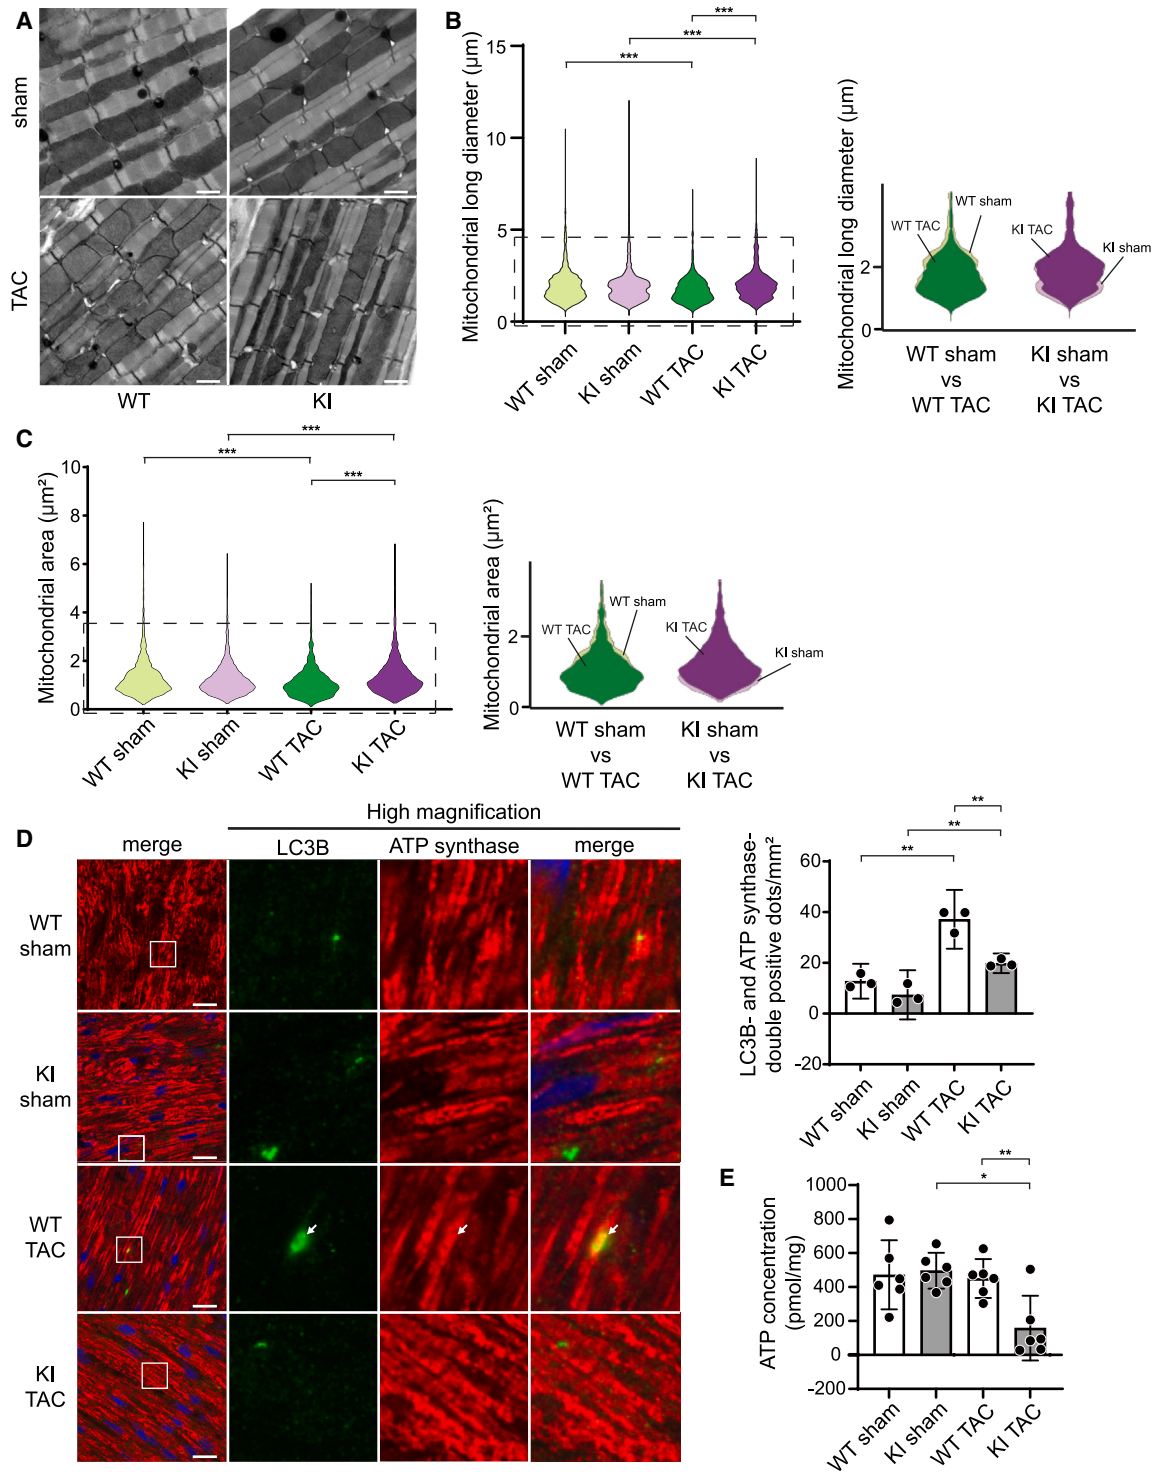 A
sham
TAC
WT
KI
B
***
***
***
Mitochondrial long diameter (µm)
15
10
5
0
WT sham
KI sham
WT TAC
KI TAC
Mitochondrial long diameter (µm)
2
0
WT TAC
WT sham
KI TAC
KI sham
WT sham
vs
WT TAC
KI sham
vs
KI TAC
C
***
***
***
Mitochondrial area (µm²)
10
8
6
4
2
0
WT sham
KI sham
WT TAC
KI TAC
Mitochondrial area (µm²)
2
0
WT TAC
WT sham
KI TAC
KI sham
WT sham
vs
WT TAC
KI sham
vs
KI TAC
D
High magnification
merge
LC3B
ATP synthase
merge
WT
sham
KI
sham
WT
TAC
KI
TAC
**
**
**
LC3B- and ATP synthase-
double positive dots/mm²
60
40
20
0
-20
WT sham
KI sham
WT TAC
KI TAC
E
**
*
ATP concentration
(pmol/mg)
1000
800
600
400
200
0
-200
WT sham
KI sham
WT TAC
KI TAC